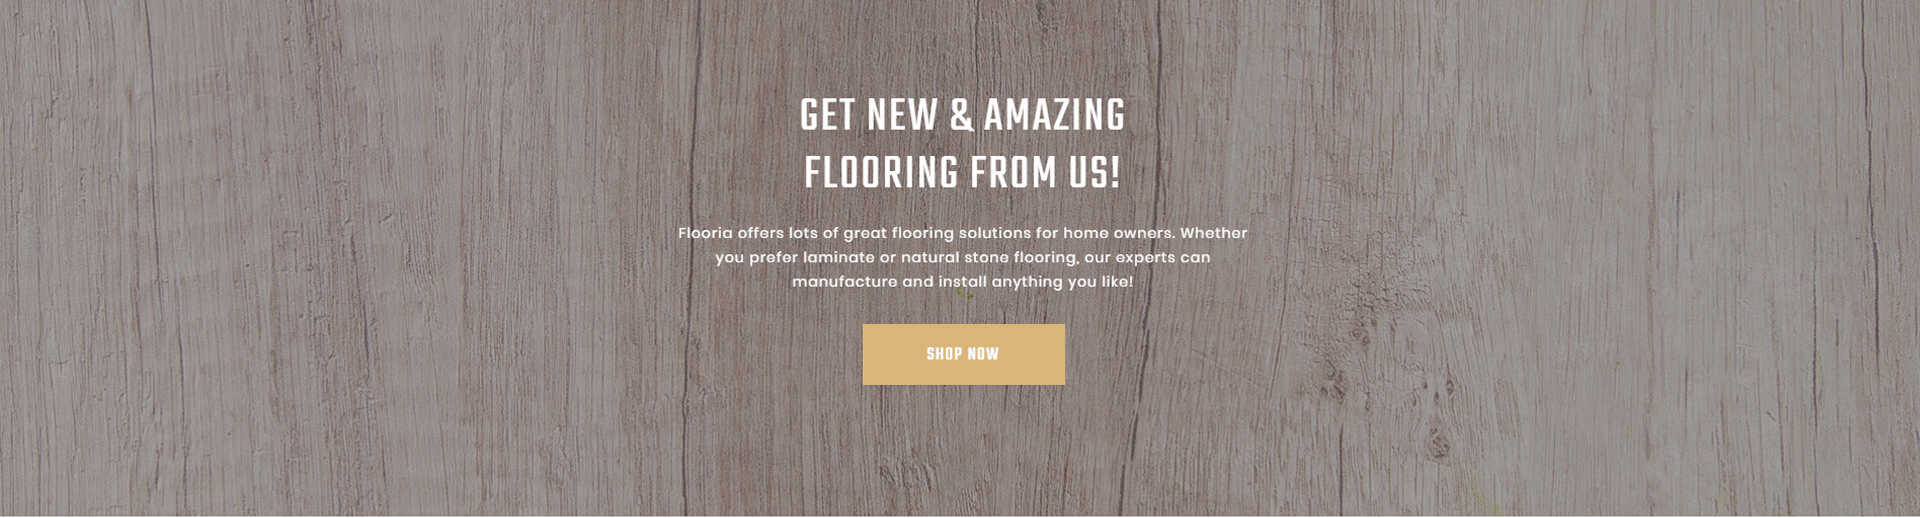 GET NEW & AMAZING
FLOORING FROM US!
Flooria offers lots of great flooring solutions for home owners. Whether
you prefer laminate or natural stone flooring, our experts can
manufacture and install anything you like!
SHOP NOW